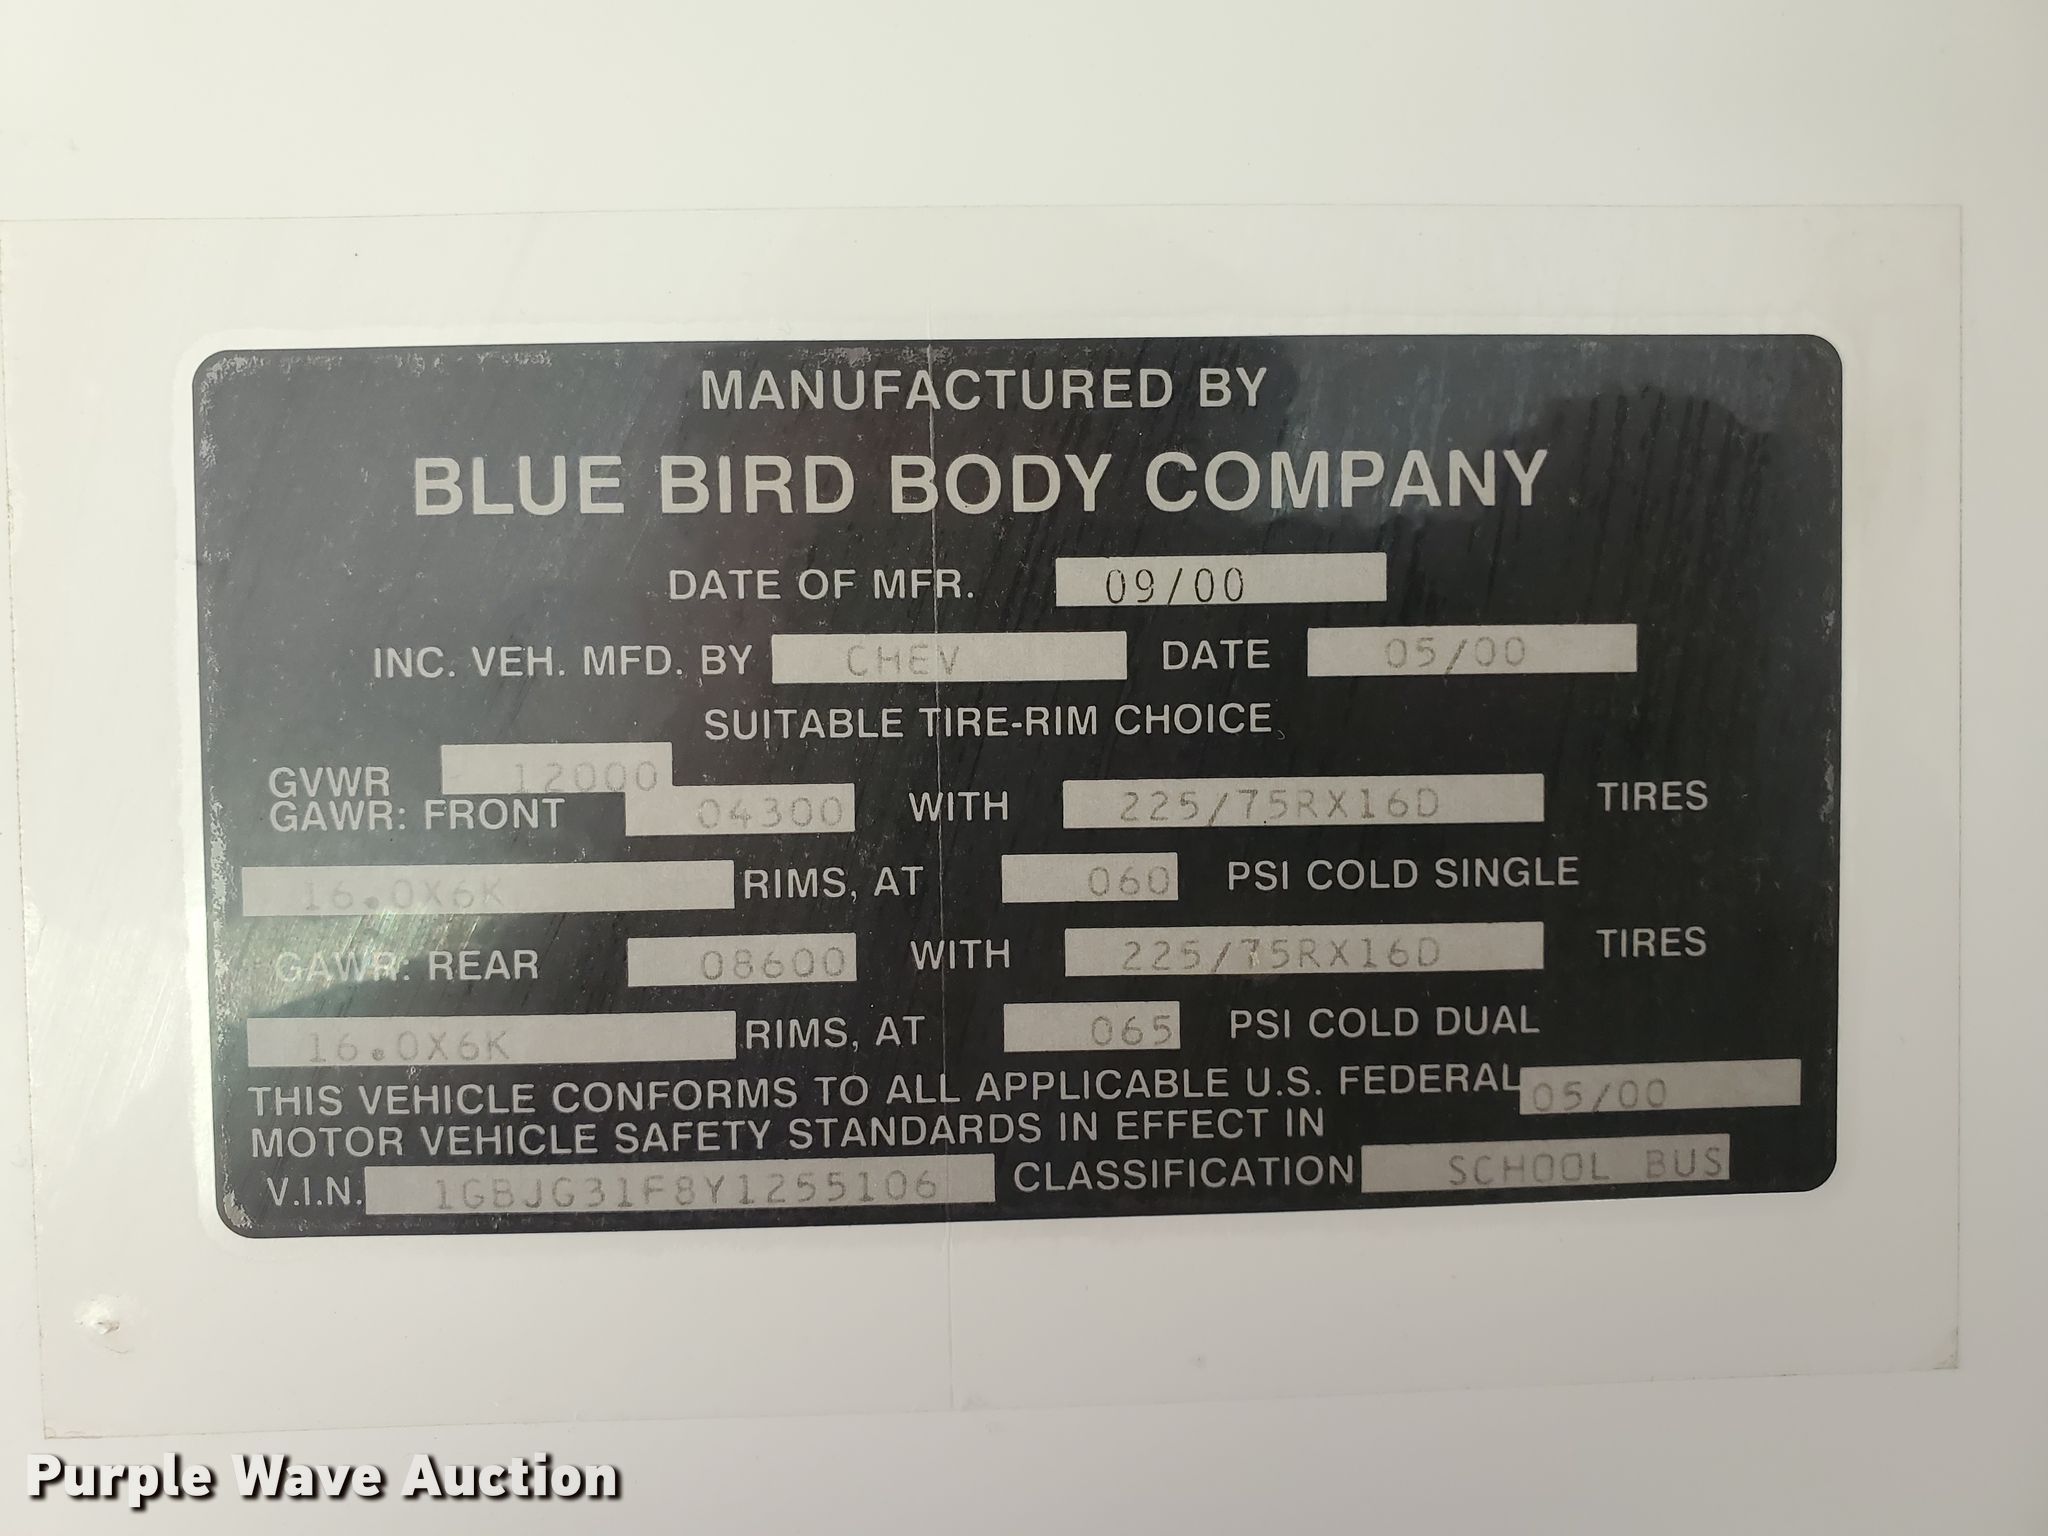 MANUFACTURED BY
BLUE BIRD BODY COMPANY
DATE OF MFR. 09/00
INC. VEH. MFD. BY CHEV DATE 05/00
SUITABLE TIRE-RIM CHOICE
GVWR 12000
GAWR: FRONT 04300 WITH 225/75RX16D TIRES
16.0X6K RIMS, AT 060 PSI COLD SINGLE
GAWR: REAR 08600 WITH 225/75RX16D TIRES
16.0X6K RIMS, AT 065 PSI COLD DUAL
THIS VEHICLE CONFORMS TO ALL APPLICABLE U.S. FEDERAL
MOTOR VEHICLE SAFETY STANDARDS IN EFFECT IN 05/00
V.I.N. 1GBJG31F8Y1255106 CLASSIFICATION SCHOOL BUS
Purple Wave Auction